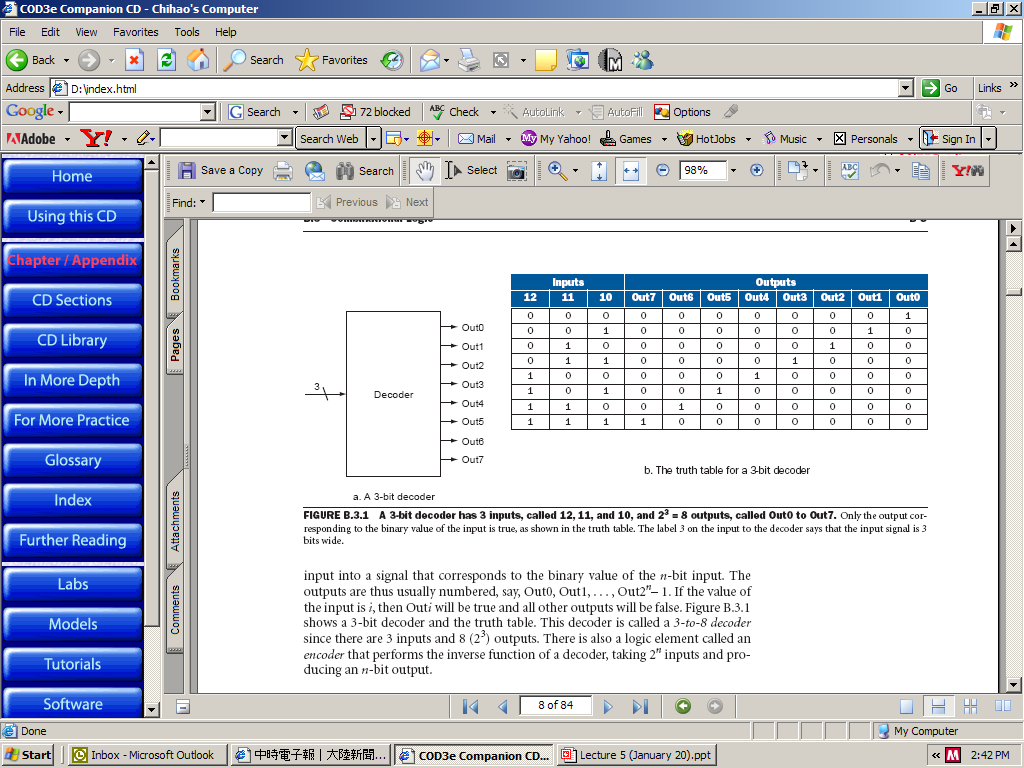 COD3e Companion CD - Chihao's Computer
File Edit View Favorites Tools Help
Back Search Favorites
Address D:\index.html Go Links »
Google Search 72 blocked Check AutoLink AutoFill Options
Adobe Y! Search Web Mail My Yahoo! Games HotJobs Music Personals Sign In
Home
Using this CD
Chapter / Appendix
CD Sections
CD Library
In More Depth
For More Practice
Glossary
Index
Further Reading
Labs
Models
Tutorials
Software
Save a Copy Search Select 98% Y!
Find: Previous Next
Bookmarks
Pages
Attachments
Comments
Inputs Outputs
12 11 10 Out7 Out6 Out5 Out4 Out3 Out2 Out1 Out0
0 0 0 0 0 0 0 0 0 0 1
0 0 1 0 0 0 0 0 0 1 0
0 1 0 0 0 0 0 0 1 0 0
0 1 1 0 0 0 0 1 0 0 0
1 0 0 0 0 0 1 0 0 0 0
1 0 1 0 0 1 0 0 0 0 0
1 1 0 0 1 0 0 0 0 0 0
1 1 1 1 0 0 0 0 0 0 0
3
Decoder
Out0
Out1
Out2
Out3
Out4
Out5
Out6
Out7
a. A 3-bit decoder
b. The truth table for a 3-bit decoder
FIGURE B.3.1 A 3-bit decoder has 3 inputs, called 12, 11, and 10, and 2³ = 8 outputs, called Out0 to Out7. Only the output cor-
responding to the binary value of the input is true, as shown in the truth table. The label 3 on the input to the decoder says that the input signal is 3
bits wide.
input into a signal that corresponds to the binary value of the n-bit input. The
outputs are thus usually numbered, say, Out0, Out1, . . . , Out2ⁿ– 1. If the value of
the input is i, then Outi will be true and all other outputs will be false. Figure B.3.1
shows a 3-bit decoder and the truth table. This decoder is called a 3-to-8 decoder
since there are 3 inputs and 8 (2³) outputs. There is also a logic element called an
encoder that performs the inverse function of a decoder, taking 2ⁿ inputs and pro-
ducing an n-bit output.
8 of 84
Done My Computer
Start Inbox - Microsoft Outlook 中時電子報 | 大陸新聞... COD3e Companion CD... Lecture 5 (January 20).ppt « M 2:42 PM